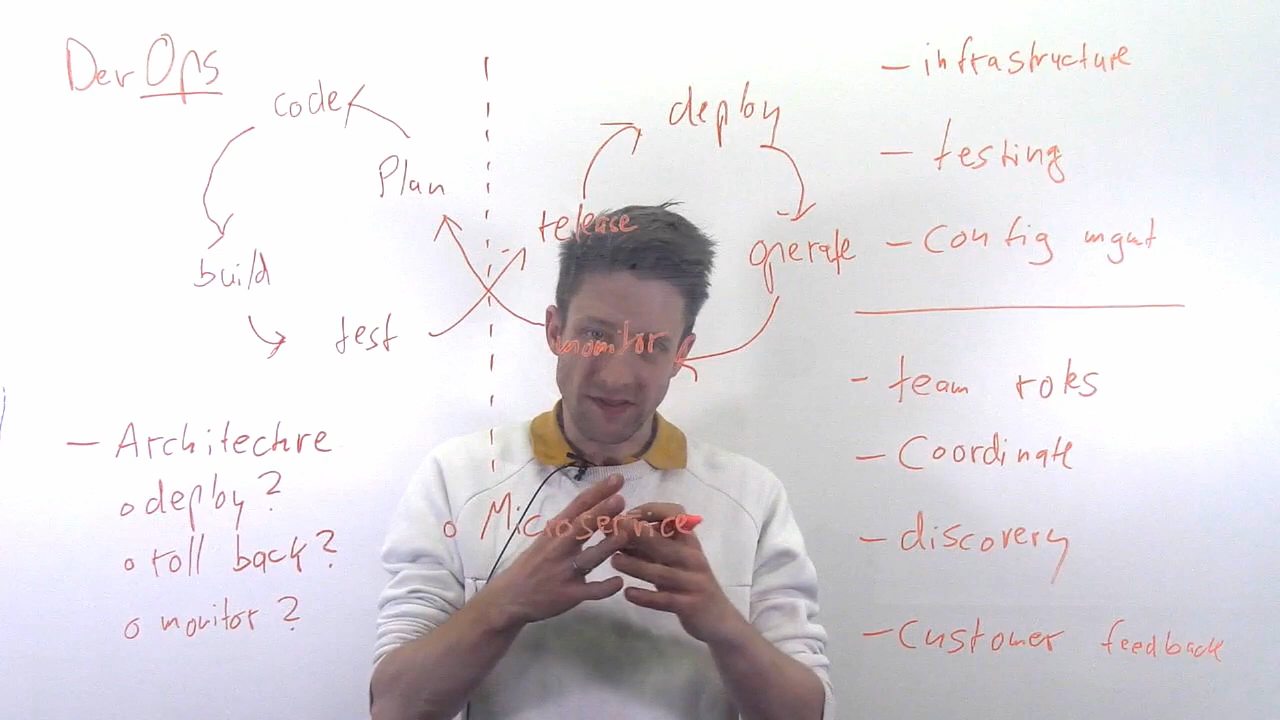 DevOps
code
Plan
build
test
release
deploy
operate
monitor
- Architectre
o deploy?
o roll back?
o monitor?
o Microservice
- infrastructure
- testing
- Config mgmt
- team roles
- Coordinate
- discovery
- Customer feedback